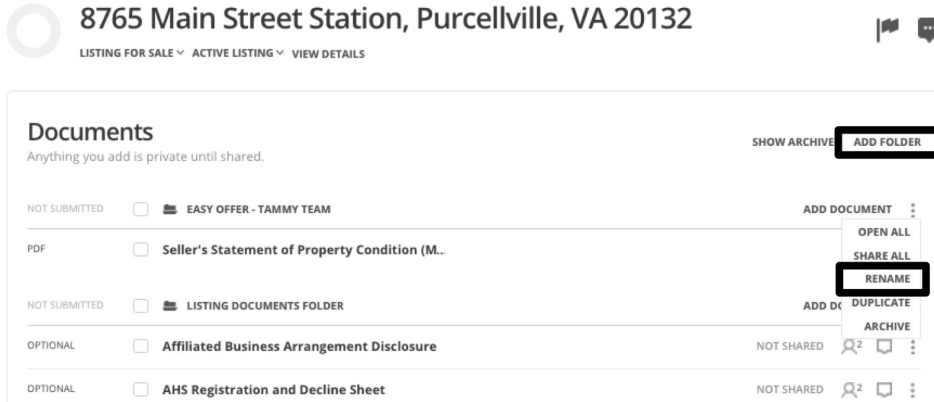 8765 Main Street Station, Purcellville, VA 20132
LISTING FOR SALE ACTIVE LISTING VIEW DETAILS
Documents
Anything you add is private until shared.
SHOW ARCHIVE ADD FOLDER
NOT SUBMITTED EASY OFFER - TAMMY TEAM ADD DOCUMENT
OPEN ALL
PDF Seller's Statement of Property Condition (M...
SHARE ALL
RENAME
NOT SUBMITTED LISTING DOCUMENTS FOLDER ADD DO DUPLICATE
ARCHIVE
OPTIONAL Affiliated Business Arrangement Disclosure NOT SHARED 2
OPTIONAL AHS Registration and Decline Sheet NOT SHARED 2